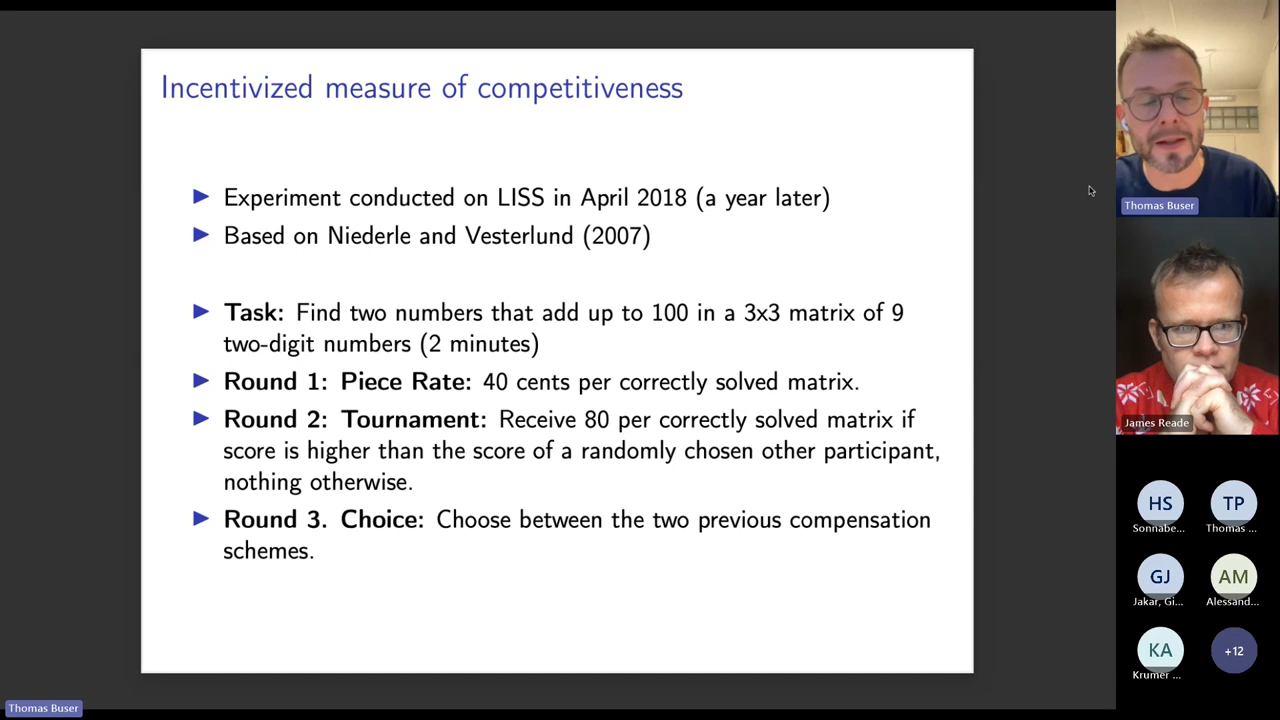 Incentivized measure of competitiveness
Experiment conducted on LISS in April 2018 (a year later)
Based on Niederle and Vesterlund (2007)
Task: Find two numbers that add up to 100 in a 3x3 matrix of 9
two-digit numbers (2 minutes)
Round 1: Piece Rate: 40 cents per correctly solved matrix.
Round 2: Tournament: Receive 80 per correctly solved matrix if
score is higher than the score of a randomly chosen other participant,
nothing otherwise.
Round 3. Choice: Choose between the two previous compensation
schemes.
Thomas Buser
James Reade
HS
Sonnabe...
TP
Thomas ...
GJ
Jakar, Gi...
AM
Alessand...
KA
Krumer ...
+12
Thomas Buser